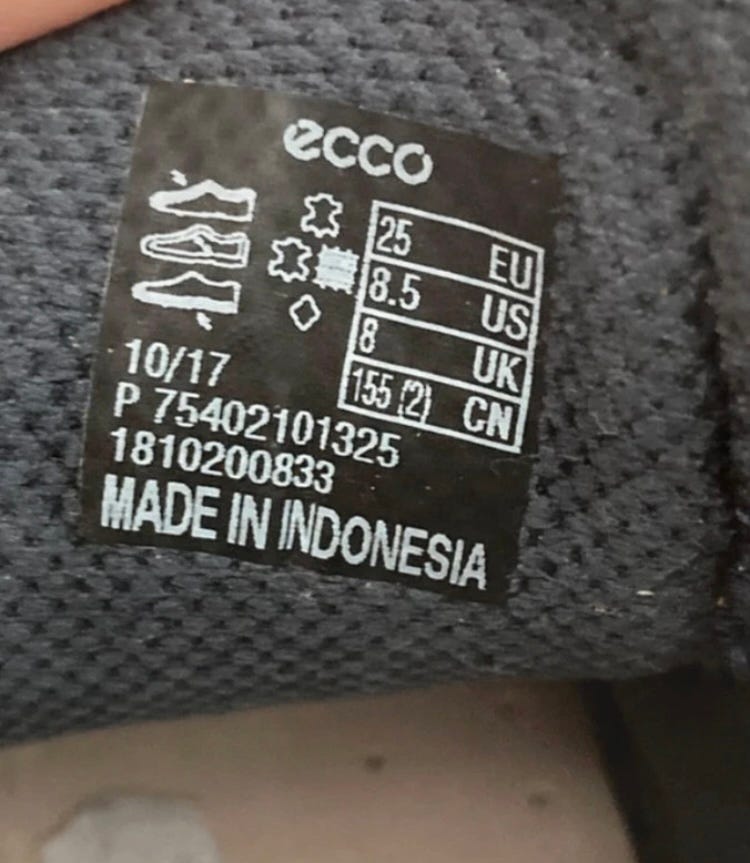 ecco
25 EU
8.5 US
8 UK
155 (2) CN
10/17
P 75402101325
1810200833
MADE IN INDONESIA